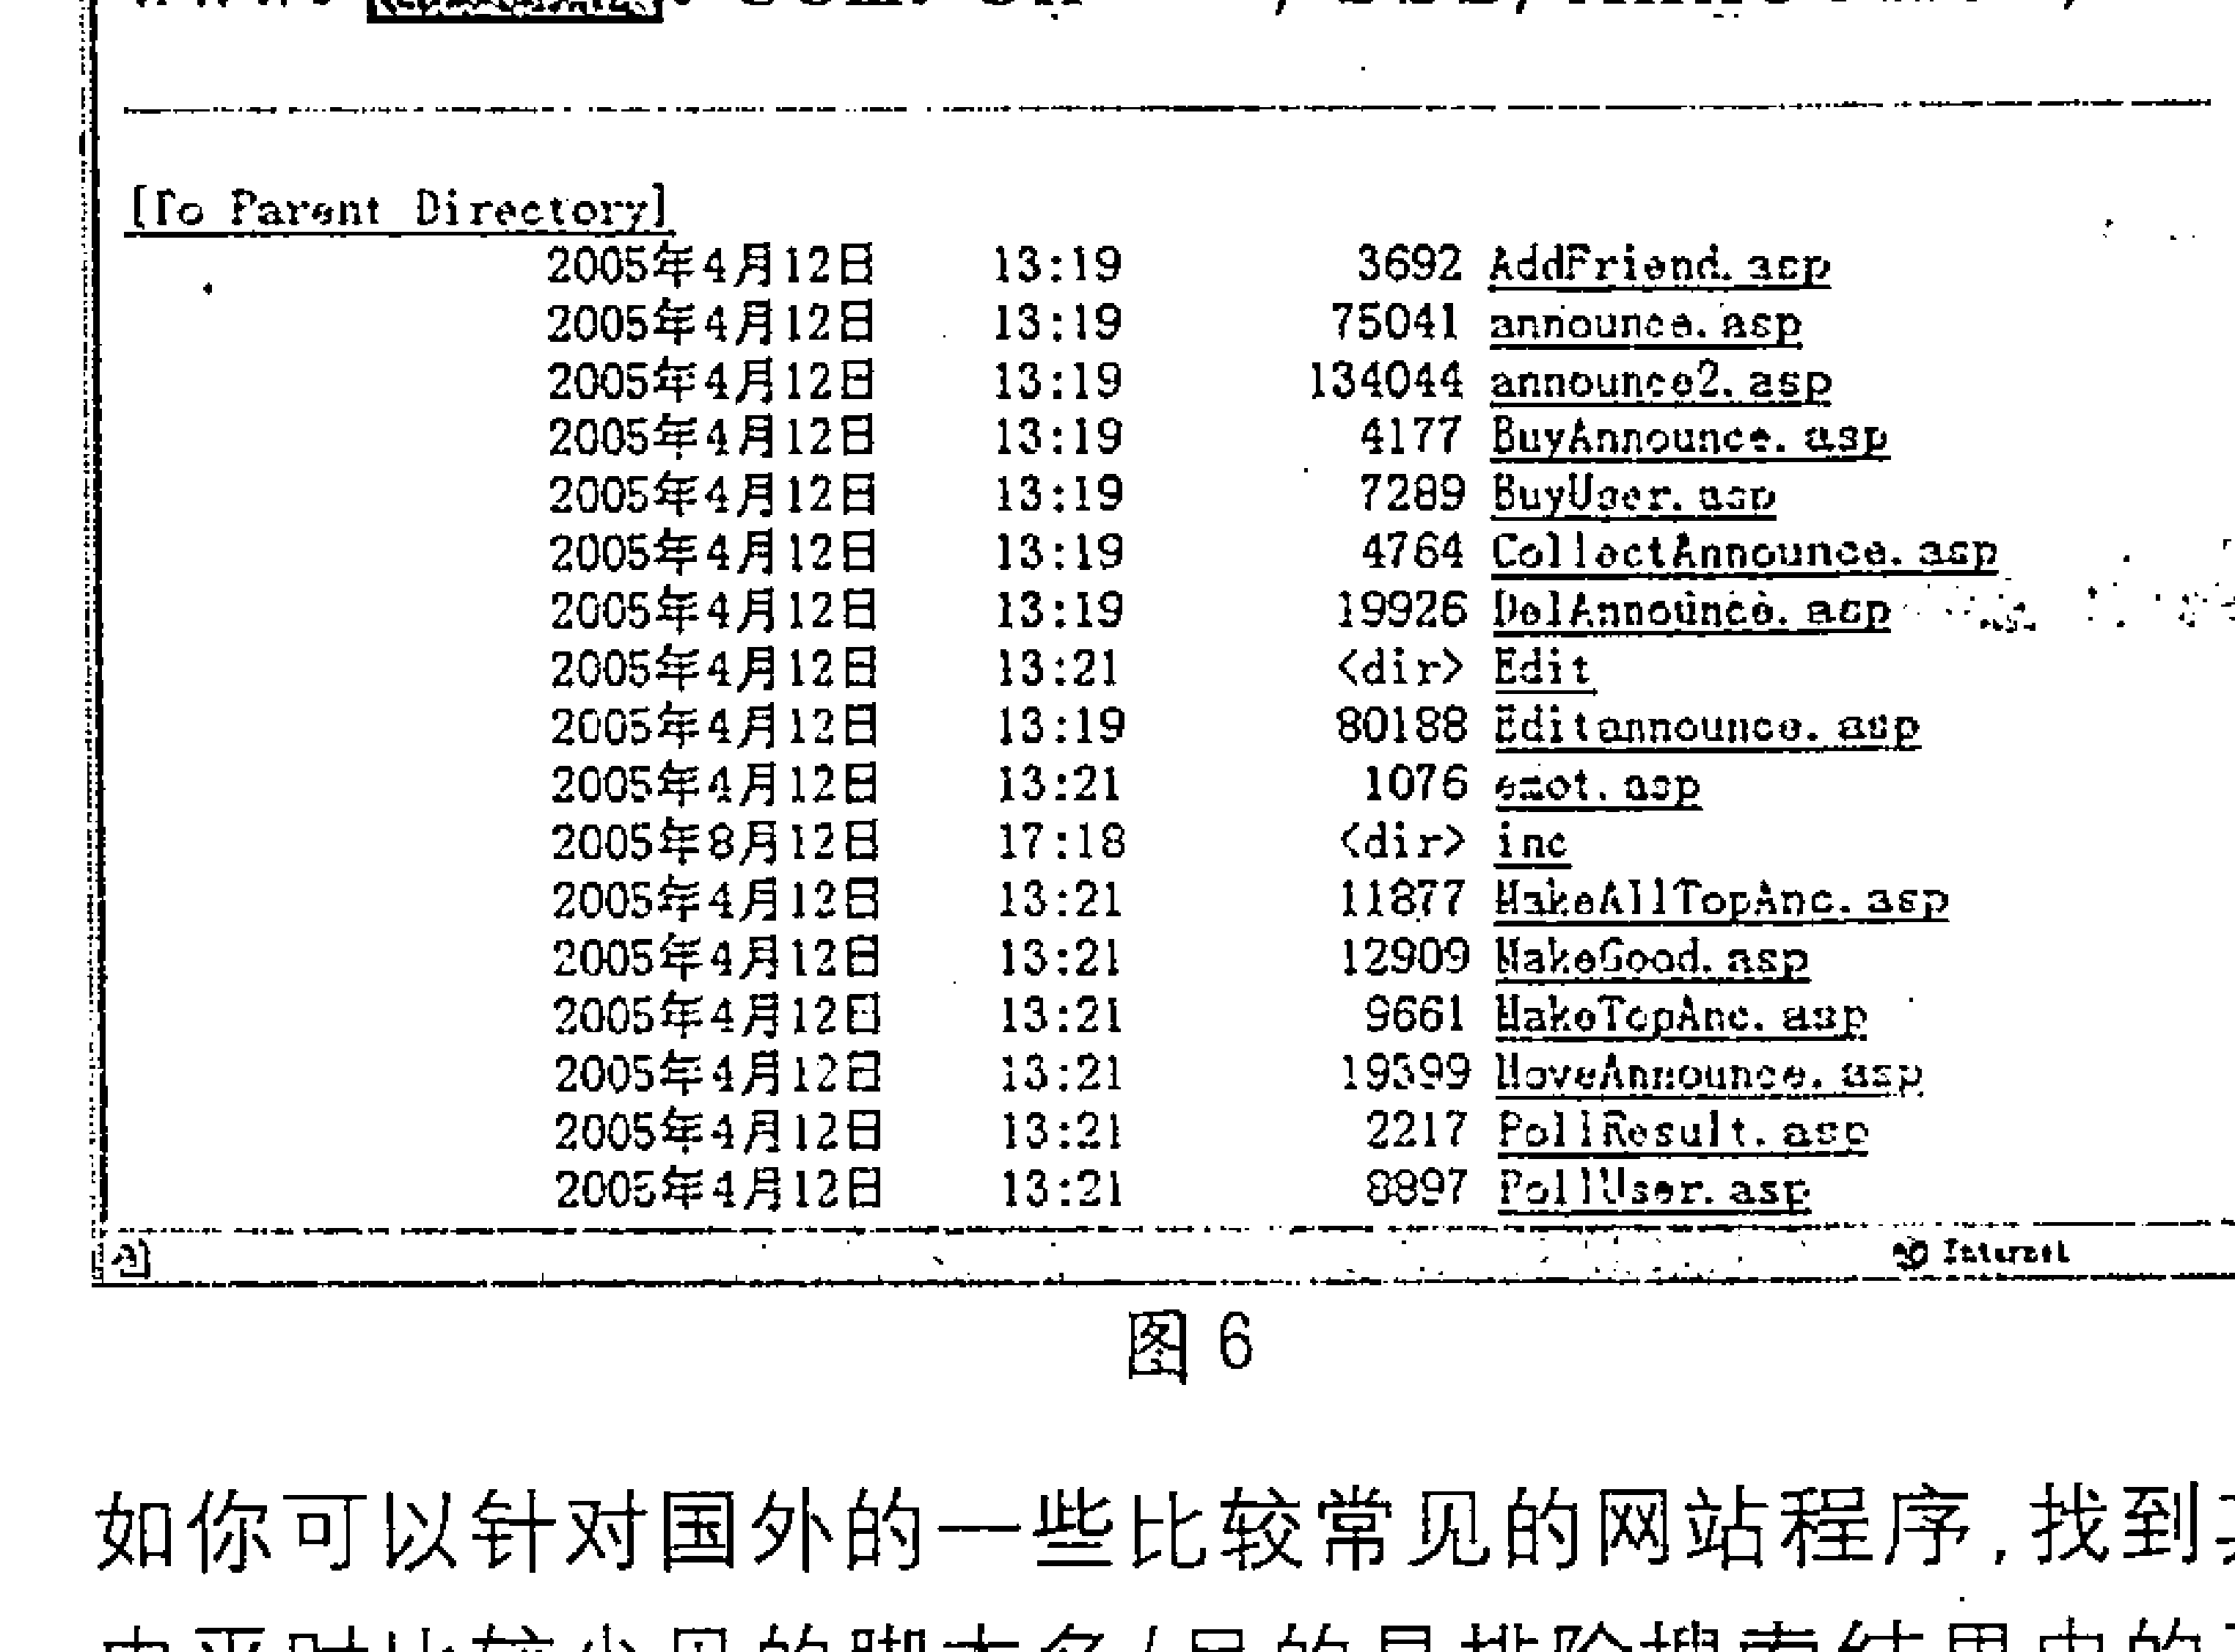 [To Parent Directory]
2005年4月12日 13:19 3692 AddFriend.asp
2005年4月12日 13:19 75041 announce.asp
2005年4月12日 13:19 134044 announce2.asp
2005年4月12日 13:19 4177 BuyAnnounce.asp
2005年4月12日 13:19 7289 BuyUser.asp
2005年4月12日 13:19 4764 CollectAnnounce.asp
2005年4月12日 13:19 19926 DelAnnounce.asp
2005年4月12日 13:21 <dir> Edit
2005年4月12日 13:19 80188 Editannounce.asp
2005年4月12日 13:21 1076
2005年8月12日 17:18 <dir> inc
2005年4月12日 13:21 11877 MakeAllTopAnc.asp
2005年4月12日 13:21 12909 MakeGood.asp
2005年4月12日 13:21 9661 MakeTopAnc.asp
2005年4月12日 13:21 19399 MoveAnnounce.asp
2005年4月12日 13:21 2217 PollResult.asp
2005年4月12日 13:21 8897 PollUser.asp
Internet
图 6
如你可以针对国外的一些比较常见的网站程序,找到